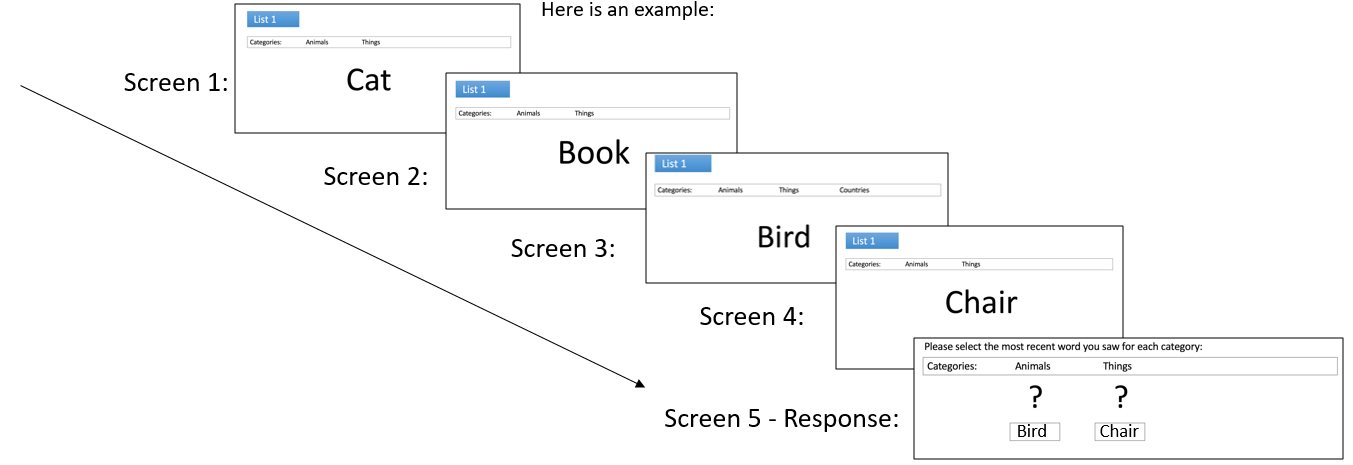 Here is an example:
Screen 1:
List 1
Categories: Animals Things
Cat
Screen 2:
List 1
Categories: Animals Things
Book
Screen 3:
List 1
Categories: Animals Things Countries
Bird
Screen 4:
List 1
Categories: Animals Things
Chair
Screen 5 - Response:
Please select the most recent word you saw for each category:
Categories: Animals Things
? ?
Bird Chair